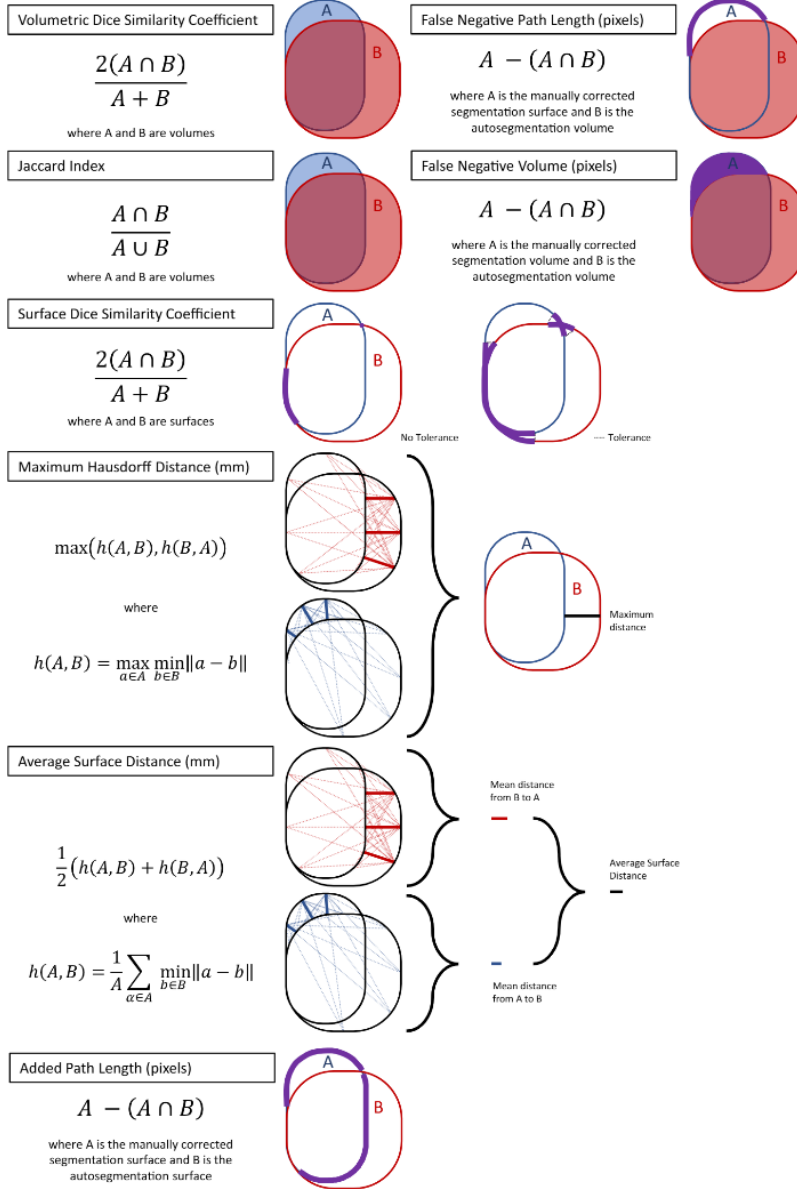 Volumetric Dice Similarity Coefficient
2(A ∩ B)
A + B
where A and B are volumes
A
B
False Negative Path Length (pixels)
A − (A ∩ B)
where A is the manually corrected
segmentation surface and B is the
autosegmentation volume
A
B
Jaccard Index
A ∩ B
A ∪ B
where A and B are volumes
A
B
False Negative Volume (pixels)
A − (A ∩ B)
where A is the manually corrected
segmentation volume and B is the
autosegmentation volume
A
B
Surface Dice Similarity Coefficient
2(A ∩ B)
A + B
where A and B are surfaces
A
B
No Tolerance
---- Tolerance
Maximum Hausdorff Distance (mm)
max(h(A, B), h(B, A))
where
h(A, B) = max min‖a − b‖
a∈A b∈B
A
B
Maximum
distance
Average Surface Distance (mm)
1
2
(h(A, B) + h(B, A))
where
h(A, B) = 1/A ∑ min‖a − b‖
α∈A b∈B
Mean distance
from B to A
Average Surface
Distance
Mean distance
from A to B
Added Path Length (pixels)
A − (A ∩ B)
where A is the manually corrected
segmentation surface and B is the
autosegmentation surface
A
B